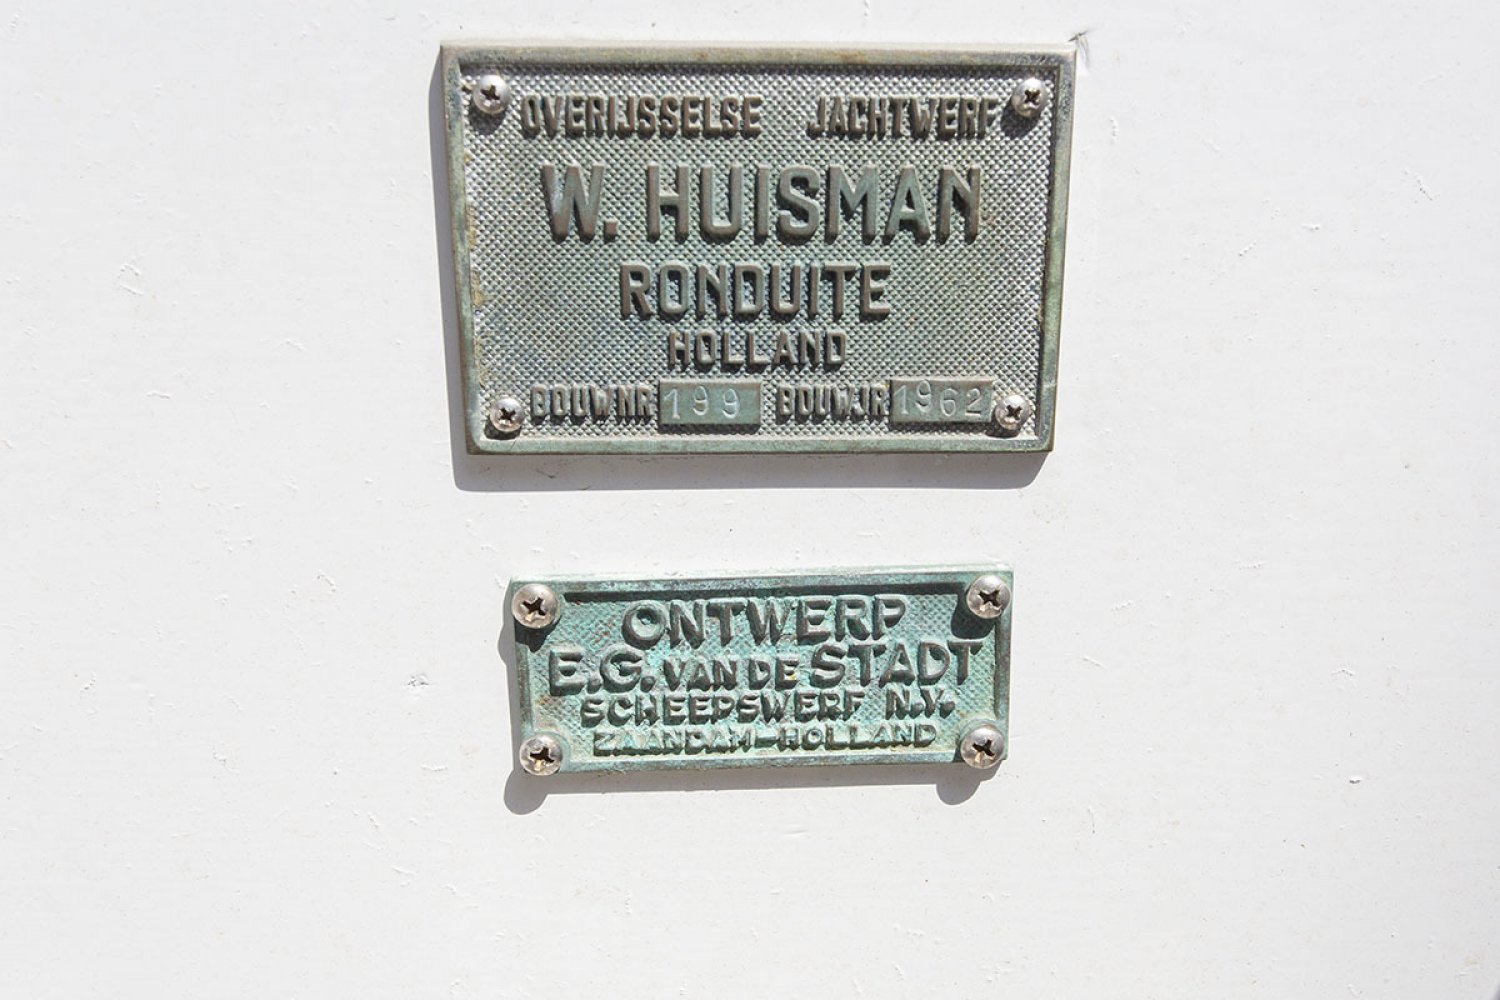 OVERIJSSELSE JACHTWERF
W. HUISMAN
RONDUITE
HOLLAND
BOUWNR 199 BOUWJR 1962
ONTWERP
E.G. VAN DE STADT
SCHEEPSWERF N.V.
ZAANDAM-HOLLAND